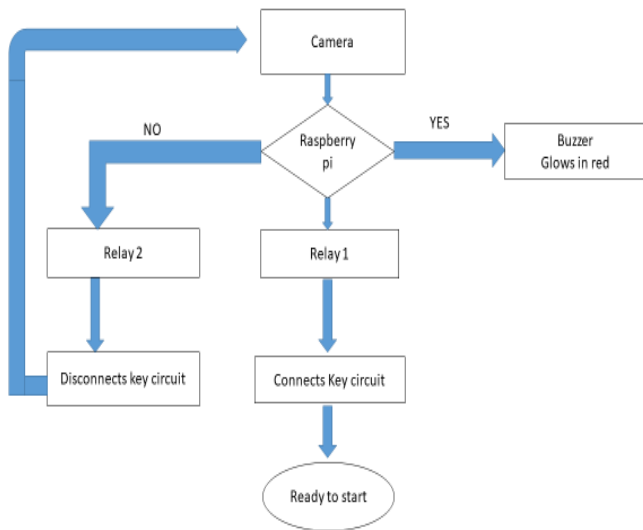 Camera
NO
YES
Raspberry
pi
Buzzer
Glows in red
Relay 2
Relay 1
Disconnects key circuit
Connects Key circuit
Ready to start